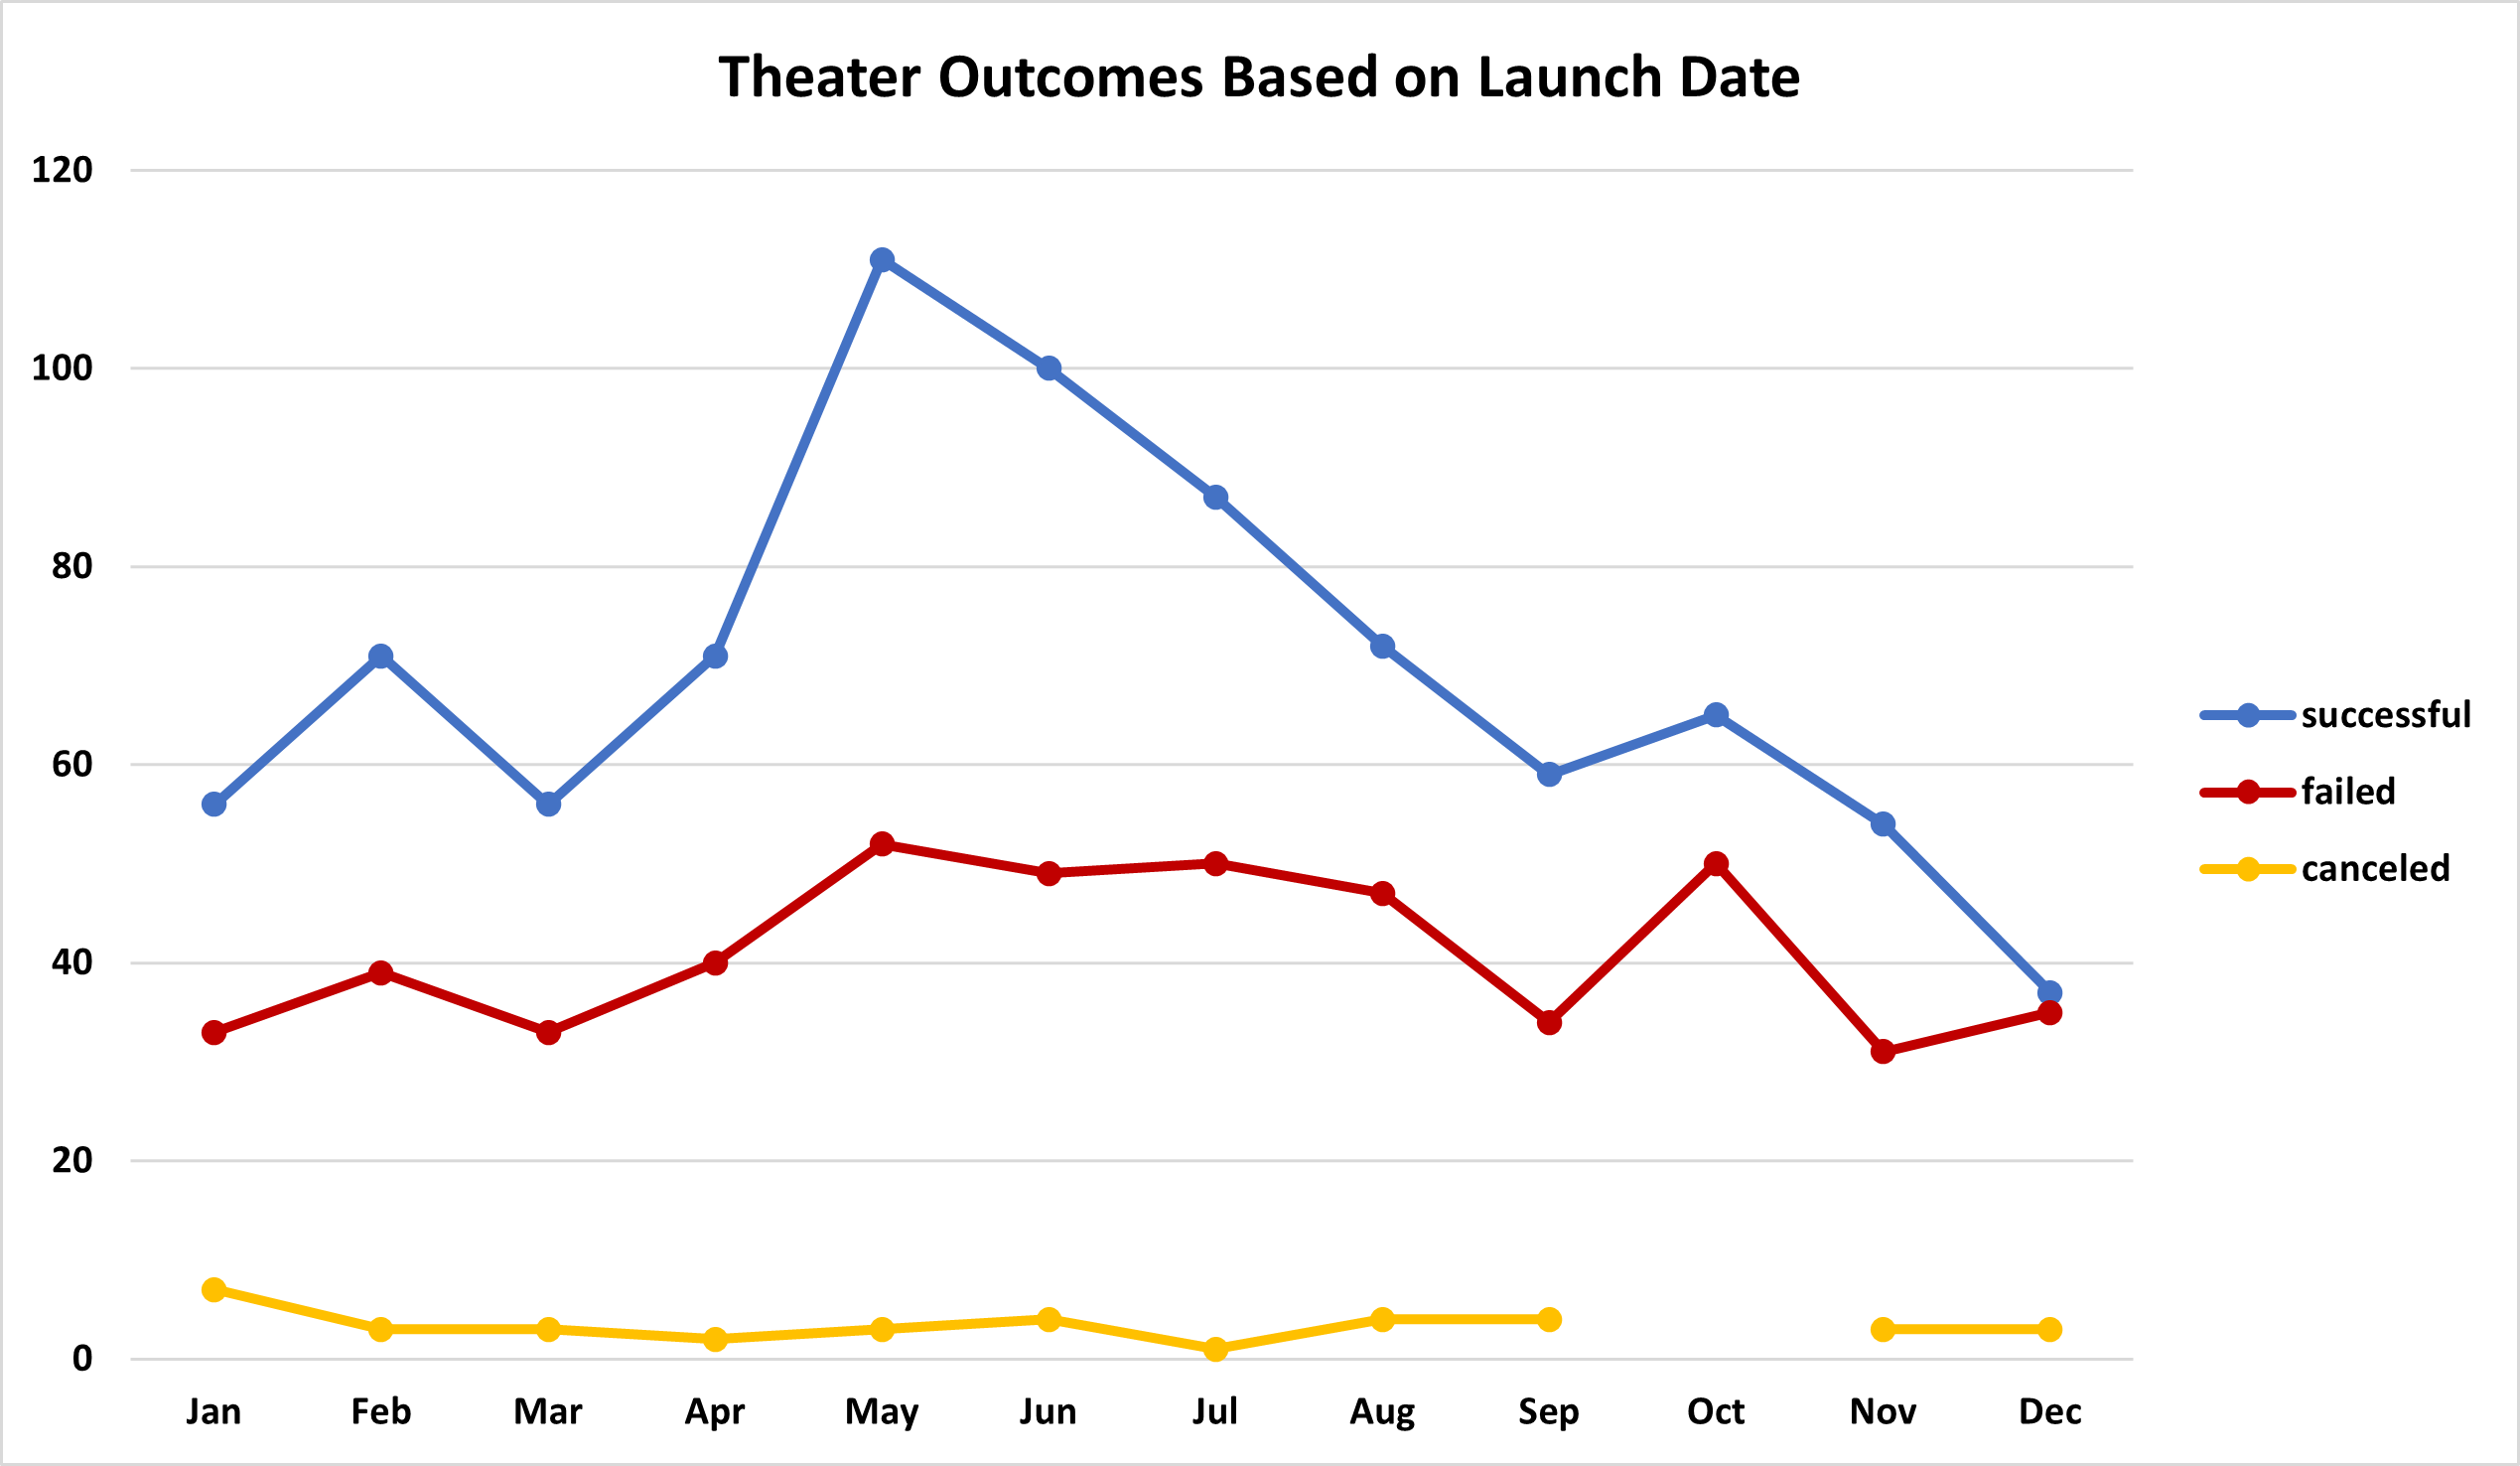 Theater Outcomes Based on Launch Date
120
100
80
60
40
20
0
Jan Feb Mar Apr May Jun Jul Aug Sep Oct Nov Dec
successful
failed
canceled